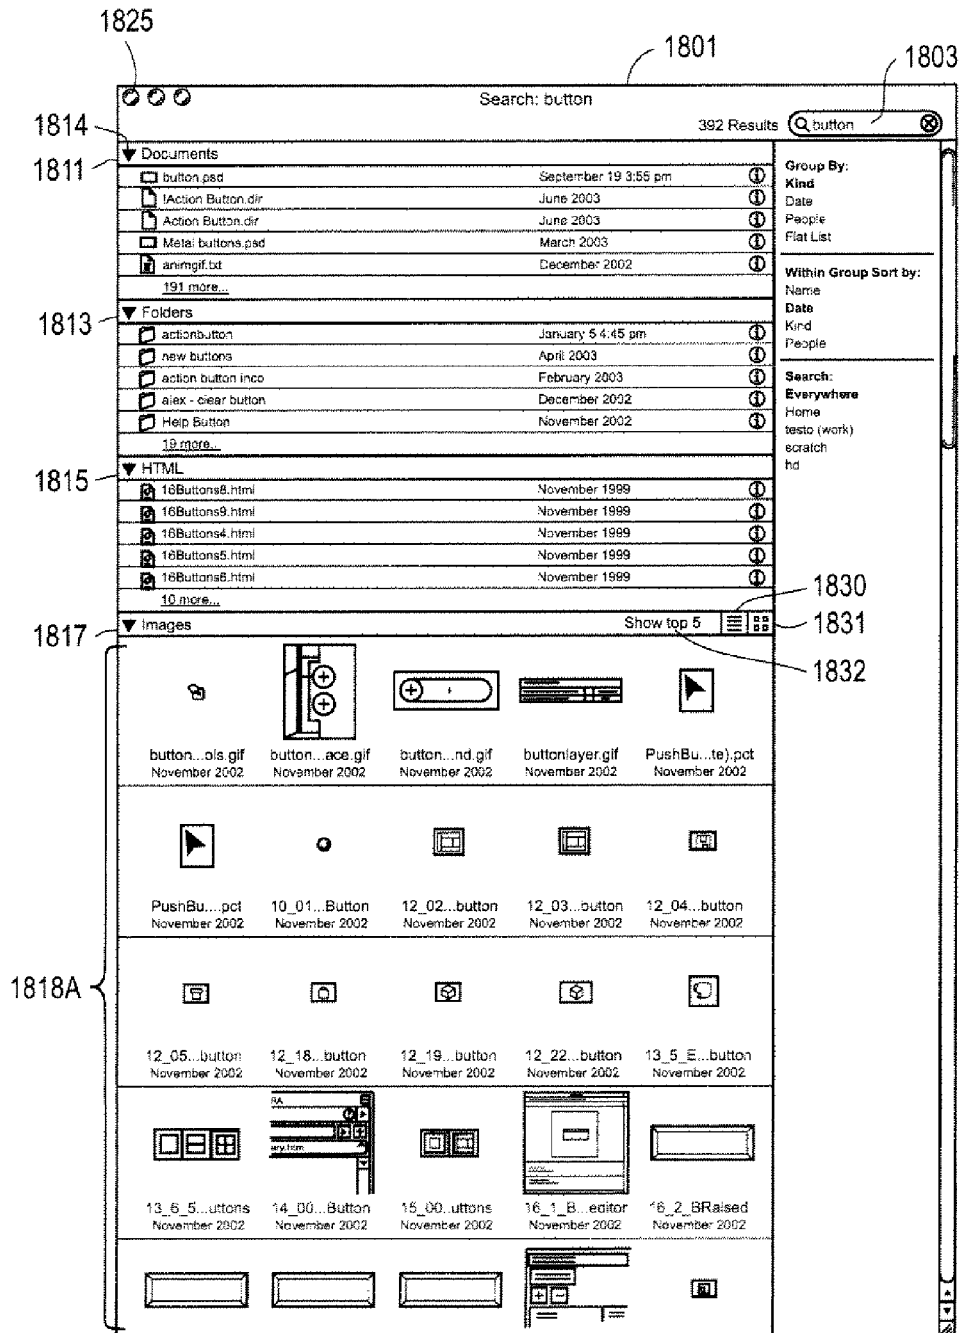 1825
1801
1803
Search: button
392 Results
button
1814
1811
Documents
button.psd September 19 3:55 pm
!Action Button.dir June 2003
Action Button.dir June 2003
Metal buttons.psd March 2003
animgif.txt December 2002
191 more...
1813
Folders
actionbutton January 5 4:45 pm
new buttons April 2003
action button inco February 2003
alex - clear button December 2002
Help Button November 2002
19 more...
1815
HTML
16Buttons8.html November 1999
16Buttons9.html November 1999
16Buttons4.html November 1999
16Buttons5.html November 1999
16Buttons6.html November 1999
10 more...
Group By:
Kind
Date
People
Flat List
Within Group Sort by:
Name
Date
Kind
People
Search:
Everywhere
Home
testo (work)
scratch
hd
1830
1831
1832
1817
Images Show top 5
button...ols.gif button...ace.gif button...nd.gif buttonlayer.gif PushBu...te).pct
November 2002 November 2002 November 2002 November 2002 November 2002
PushBu....pct 10_01...Button 12_02...button 12_03...button 12_04...button
November 2002 November 2002 November 2002 November 2002 November 2002
1818A
12_05...button 12_18...button 12_19...button 12_22...button 13_5_E...button
November 2002 November 2002 November 2002 November 2002 November 2002
RA
ery.htm
13_6_5...uttons 14_00...Button 15_00..uttons 16_1_B...editor 16_2_BRaised
November 2002 November 2002 November 2002 November 2002 November 2002